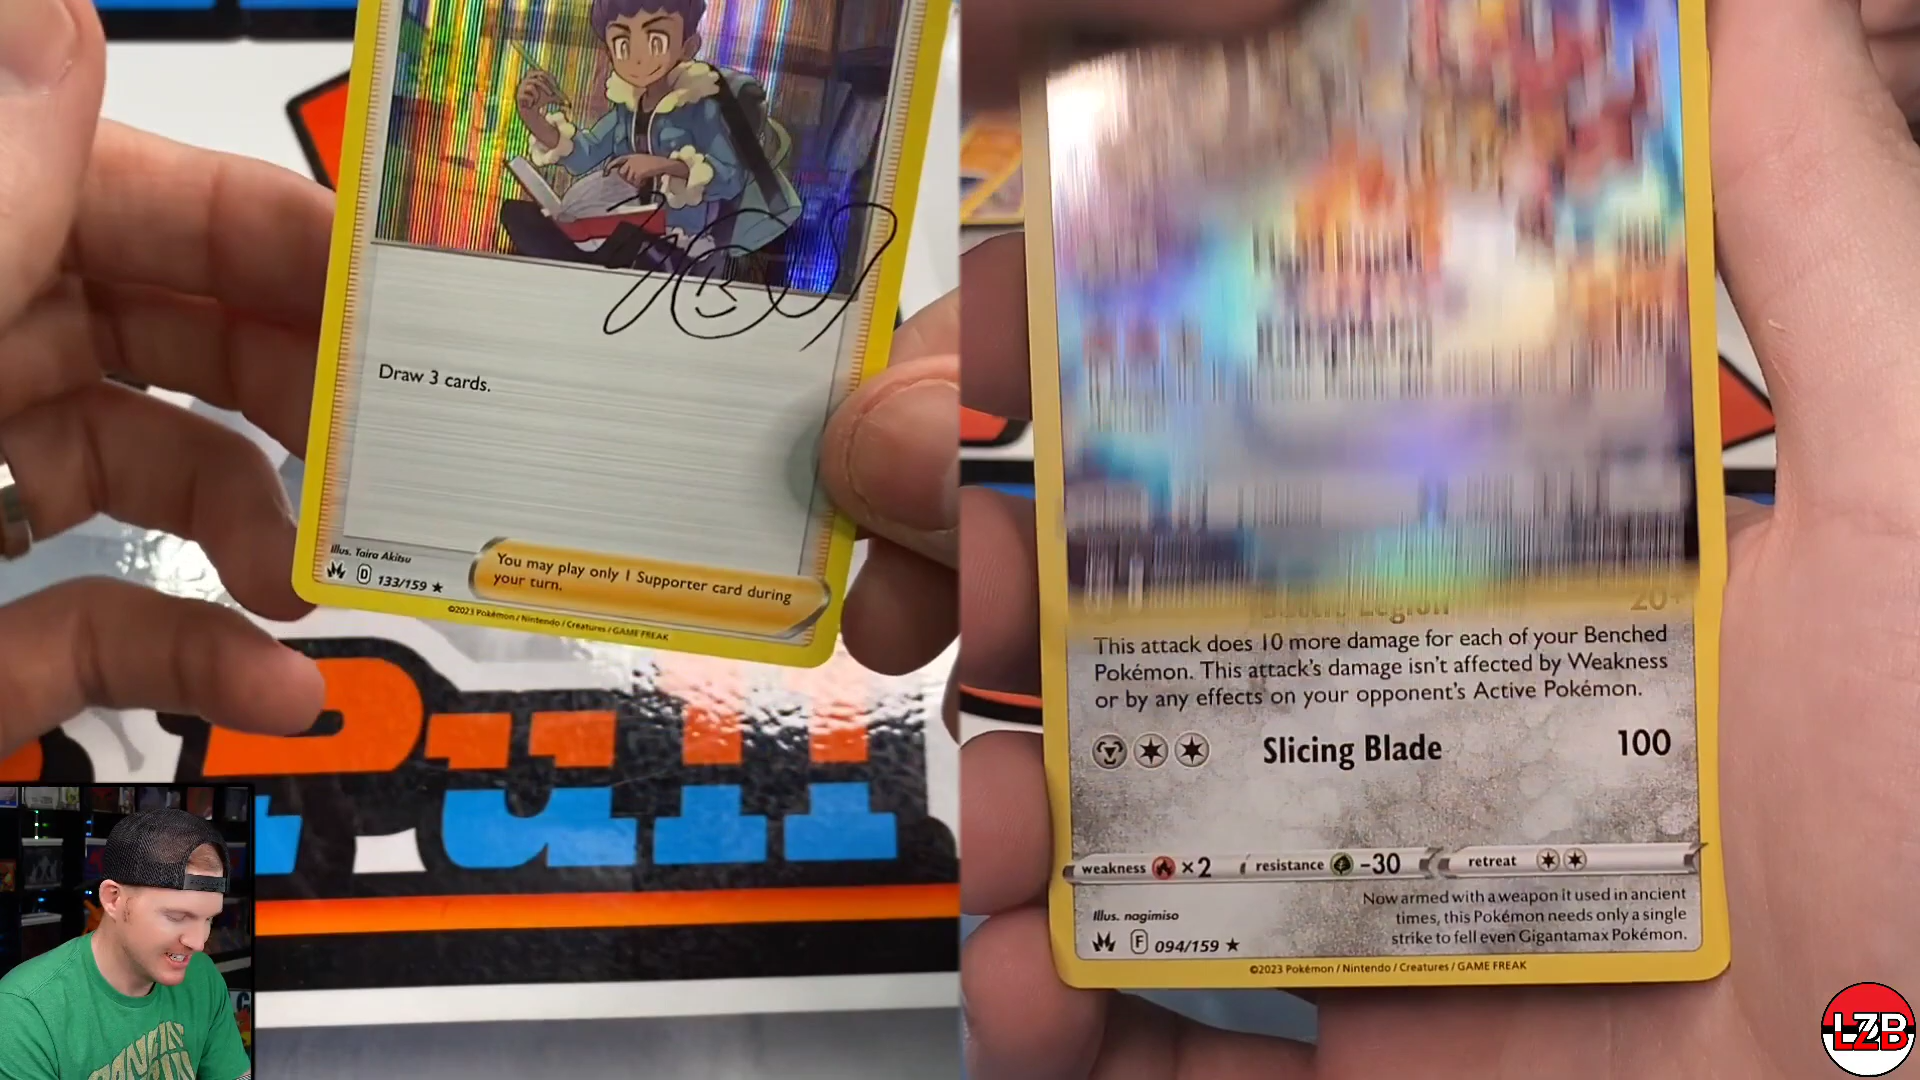 Draw 3 cards.
Illus. Taira Akitsu
D 133/159
You may play only 1 Supporter card during
your turn.
©2023 Pokémon / Nintendo / Creatures / GAME FREAK
Pull
20+
This attack does 10 more damage for each of your Benched
Pokémon. This attack's damage isn't affected by Weakness
or by any effects on your opponent's Active Pokémon.
Slicing Blade 100
weakness ×2 resistance -30 retreat
Now armed with a weapon it used in ancient
times, this Pokémon needs only a single
strike to fell even Gigantamax Pokémon.
Illus. nagimiso
F 094/159
©2023 Pokémon / Nintendo / Creatures / GAME FREAK
LZB